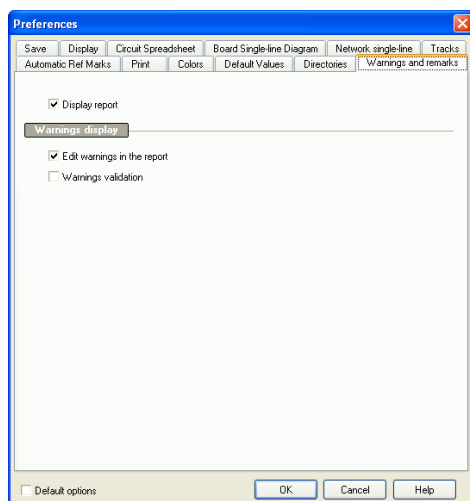 Preferences
Save Display Circuit Spreadsheet Board Single-line Diagram Network single-line Tracks
Automatic Ref Marks Print Colors Default Values Directories Warnings and remarks
Display report
Warnings display
Edit warnings in the report
Warnings validation
Default options OK Cancel Help